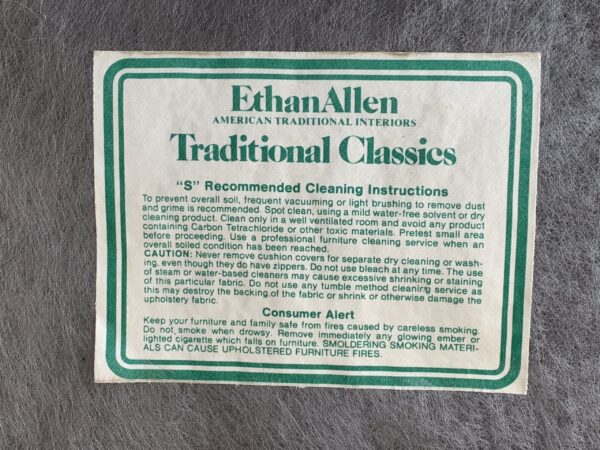 Ethan Allen
AMERICAN TRADITIONAL INTERIORS
Traditional Classics
"S" Recommended Cleaning Instructions
To prevent overall soil, frequent vacuuming or light brushing to remove dust
and grime is recommended. Spot clean, using a mild water-free solvent or dry
cleaning product. Clean only in a well ventilated room and avoid any product
containing Carbon Tetrachloride or other toxic materials. Pretest small area
before proceeding. Use a professional furniture cleaning service when an
overall soiled condition has been reached.
CAUTION: Never remove cushion covers for separate dry cleaning or wash-
ing, even though they do have zippers. Do not use bleach at any time. The use
of steam or water-based cleaners may cause excessive shrinking or staining
of this particular fabric. Do not use any tumble method cleaning service as
this may destroy the backing of the fabric or shrink or otherwise damage the
upholstery fabric.
Consumer Alert
Keep your furniture and family safe from fires caused by careless smoking.
Do not smoke when drowsy. Remove immediately any glowing ember or
lighted cigarette which falls on furniture. SMOLDERING SMOKING MATERI-
ALS CAN CAUSE UPHOLSTERED FURNITURE FIRES.